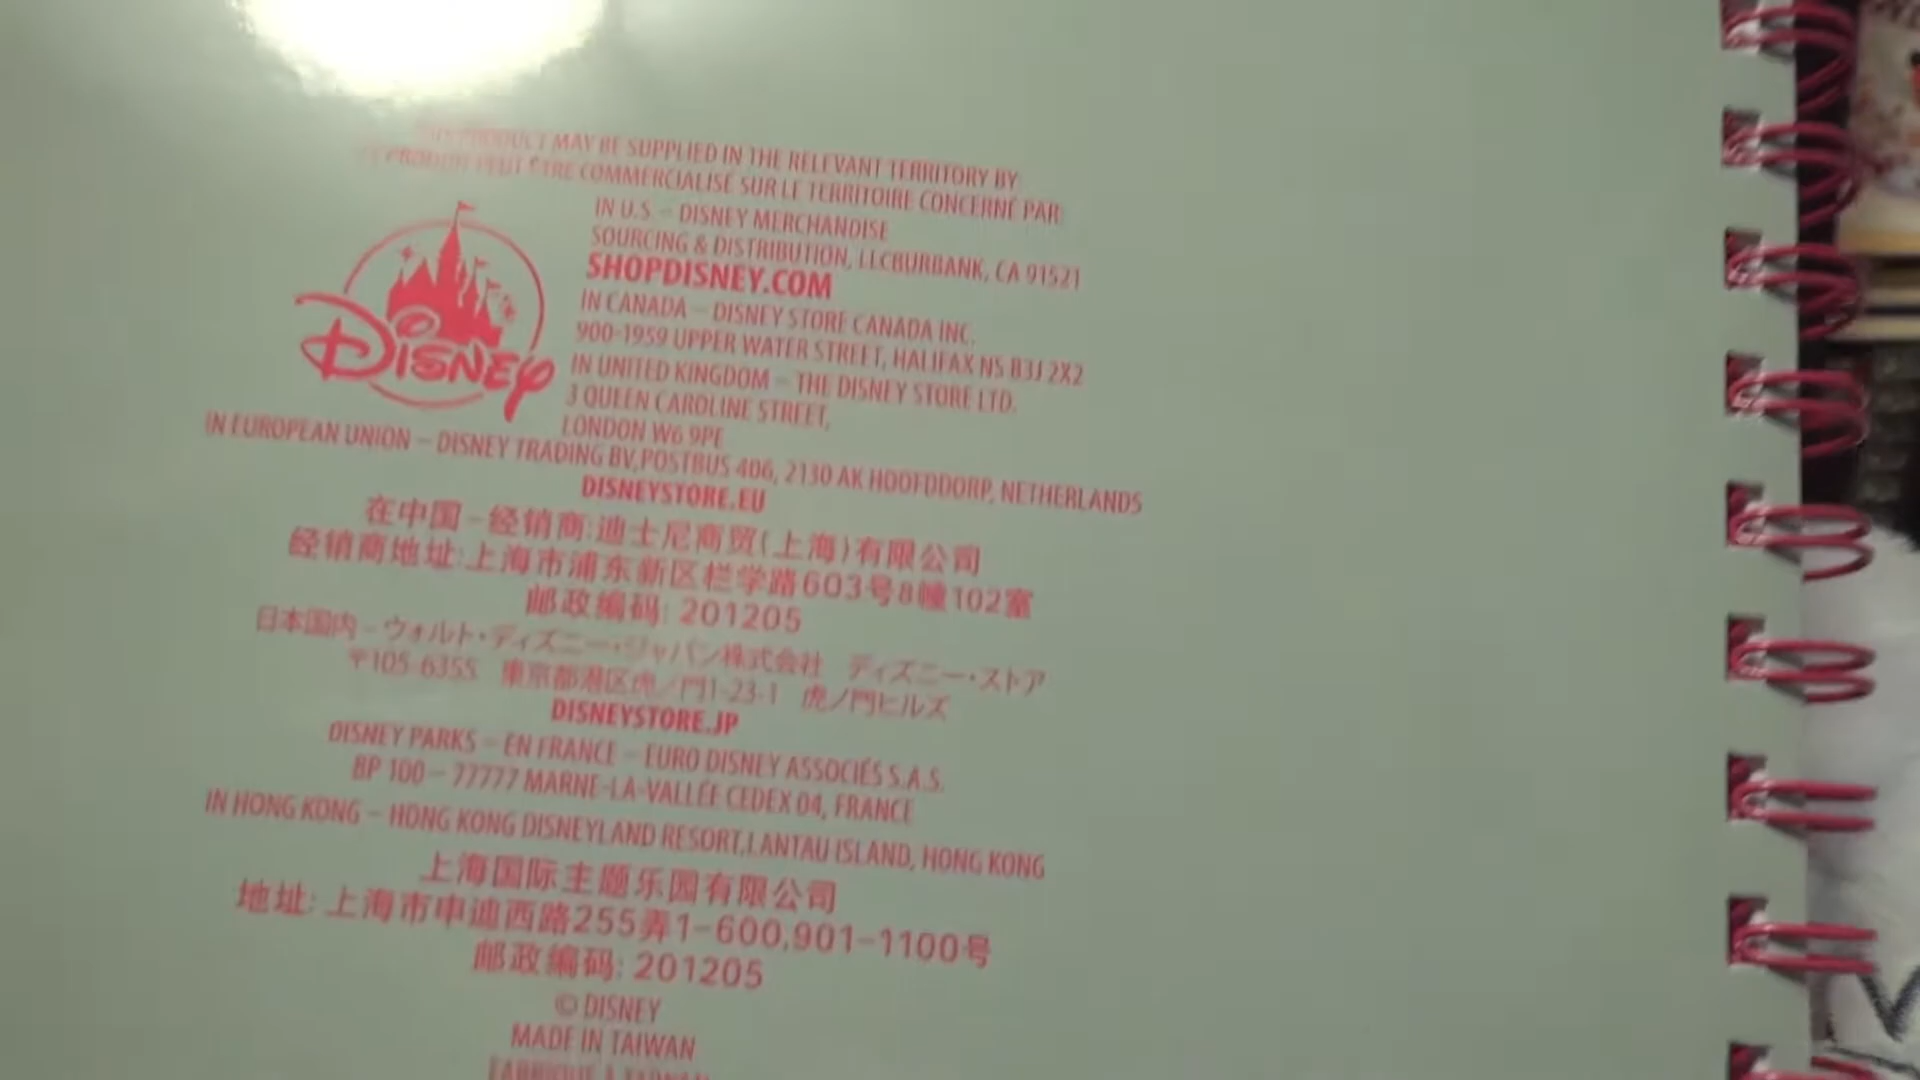 THIS PRODUCT MAY BE SUPPLIED IN THE RELEVANT TERRITORY BY
CE PRODUIT PEUT ÊTRE COMMERCIALISÉ SUR LE TERRITOIRE CONCERNÉ PAR
IN U.S. – DISNEY MERCHANDISE
SOURCING & DISTRIBUTION, LLCBURBANK, CA 91521
SHOPDISNEY.COM
IN CANADA – DISNEY STORE CANADA INC.
900-1959 UPPER WATER STREET, HALIFAX NS B3J 2X2
Disney
IN UNITED KINGDOM – THE DISNEY STORE LTD.
3 QUEEN CAROLINE STREET,
LONDON W6 9PE
IN EUROPEAN UNION – DISNEY TRADING BV,POSTBUS 406, 2130 AK HOOFDDORP, NETHERLANDS
DISNEYSTORE.EU
在中国-经销商:迪士尼商贸(上海)有限公司
经销商地址:上海市浦东新区栏学路603号8幢102室
邮政编码: 201205
日本国内 - ウォルト・ディズニー・ジャパン株式会社 ディズニー・ストア
〒105-6355 東京都港区虎ノ門1-23-1 虎ノ門ヒルズ
DISNEYSTORE.JP
DISNEY PARKS – EN FRANCE – EURO DISNEY ASSOCIÉS S.A.S.
BP 100 – 77777 MARNE-LA-VALLÉE CEDEX 04, FRANCE
IN HONG KONG – HONG KONG DISNEYLAND RESORT,LANTAU ISLAND, HONG KONG
上海国际主题乐园有限公司
地址: 上海市申迪西路255弄1-600,901-1100号
邮政编码: 201205
© DISNEY
MADE IN TAIWAN
FABRIQUÉ À TAIWAN